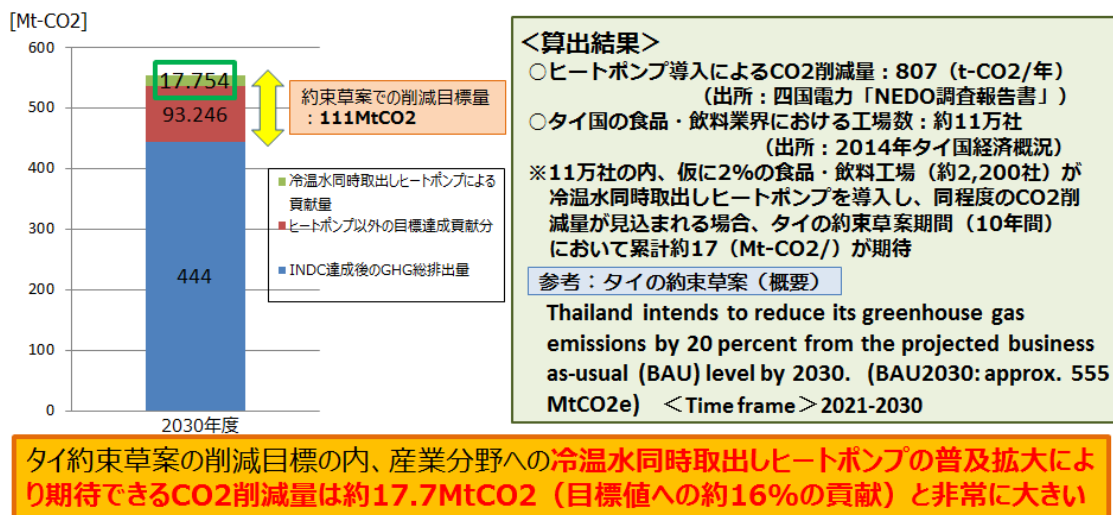 [Mt-CO2]
600
500
400
300
200
100
0
17.754
93.246
444
2030年度
約束草案での削減目標量
：111MtCO2
冷温水同時取出しヒートポンプによる
貢献量
ヒートポンプ以外の目標達成貢献分
INDC達成後のGHG総排出量
＜算出結果＞
○ヒートポンプ導入によるCO2削減量：807（t-CO2/年）
（出所：四国電力「NEDO調査報告書」）
○タイ国の食品・飲料業界における工場数：約11万社
（出所：2014年タイ国経済概況）
※11万社の内、仮に2%の食品・飲料工場（約2,200社）が
冷温水同時取出しヒートポンプを導入し、同程度のCO2削
減量が見込まれる場合、タイの約束草案期間（10年間）
において累計約17（Mt-CO2/）が期待
参考：タイの約束草案（概要）
Thailand intends to reduce its greenhouse gas
emissions by 20 percent from the projected business
as-usual (BAU) level by 2030. (BAU2030: approx. 555
MtCO2e) ＜Time frame＞2021-2030
タイ約束草案の削減目標の内、産業分野への冷温水同時取出しヒートポンプの普及拡大によ
り期待できるCO2削減量は約17.7MtCO2（目標値への約16%の貢献）と非常に大きい